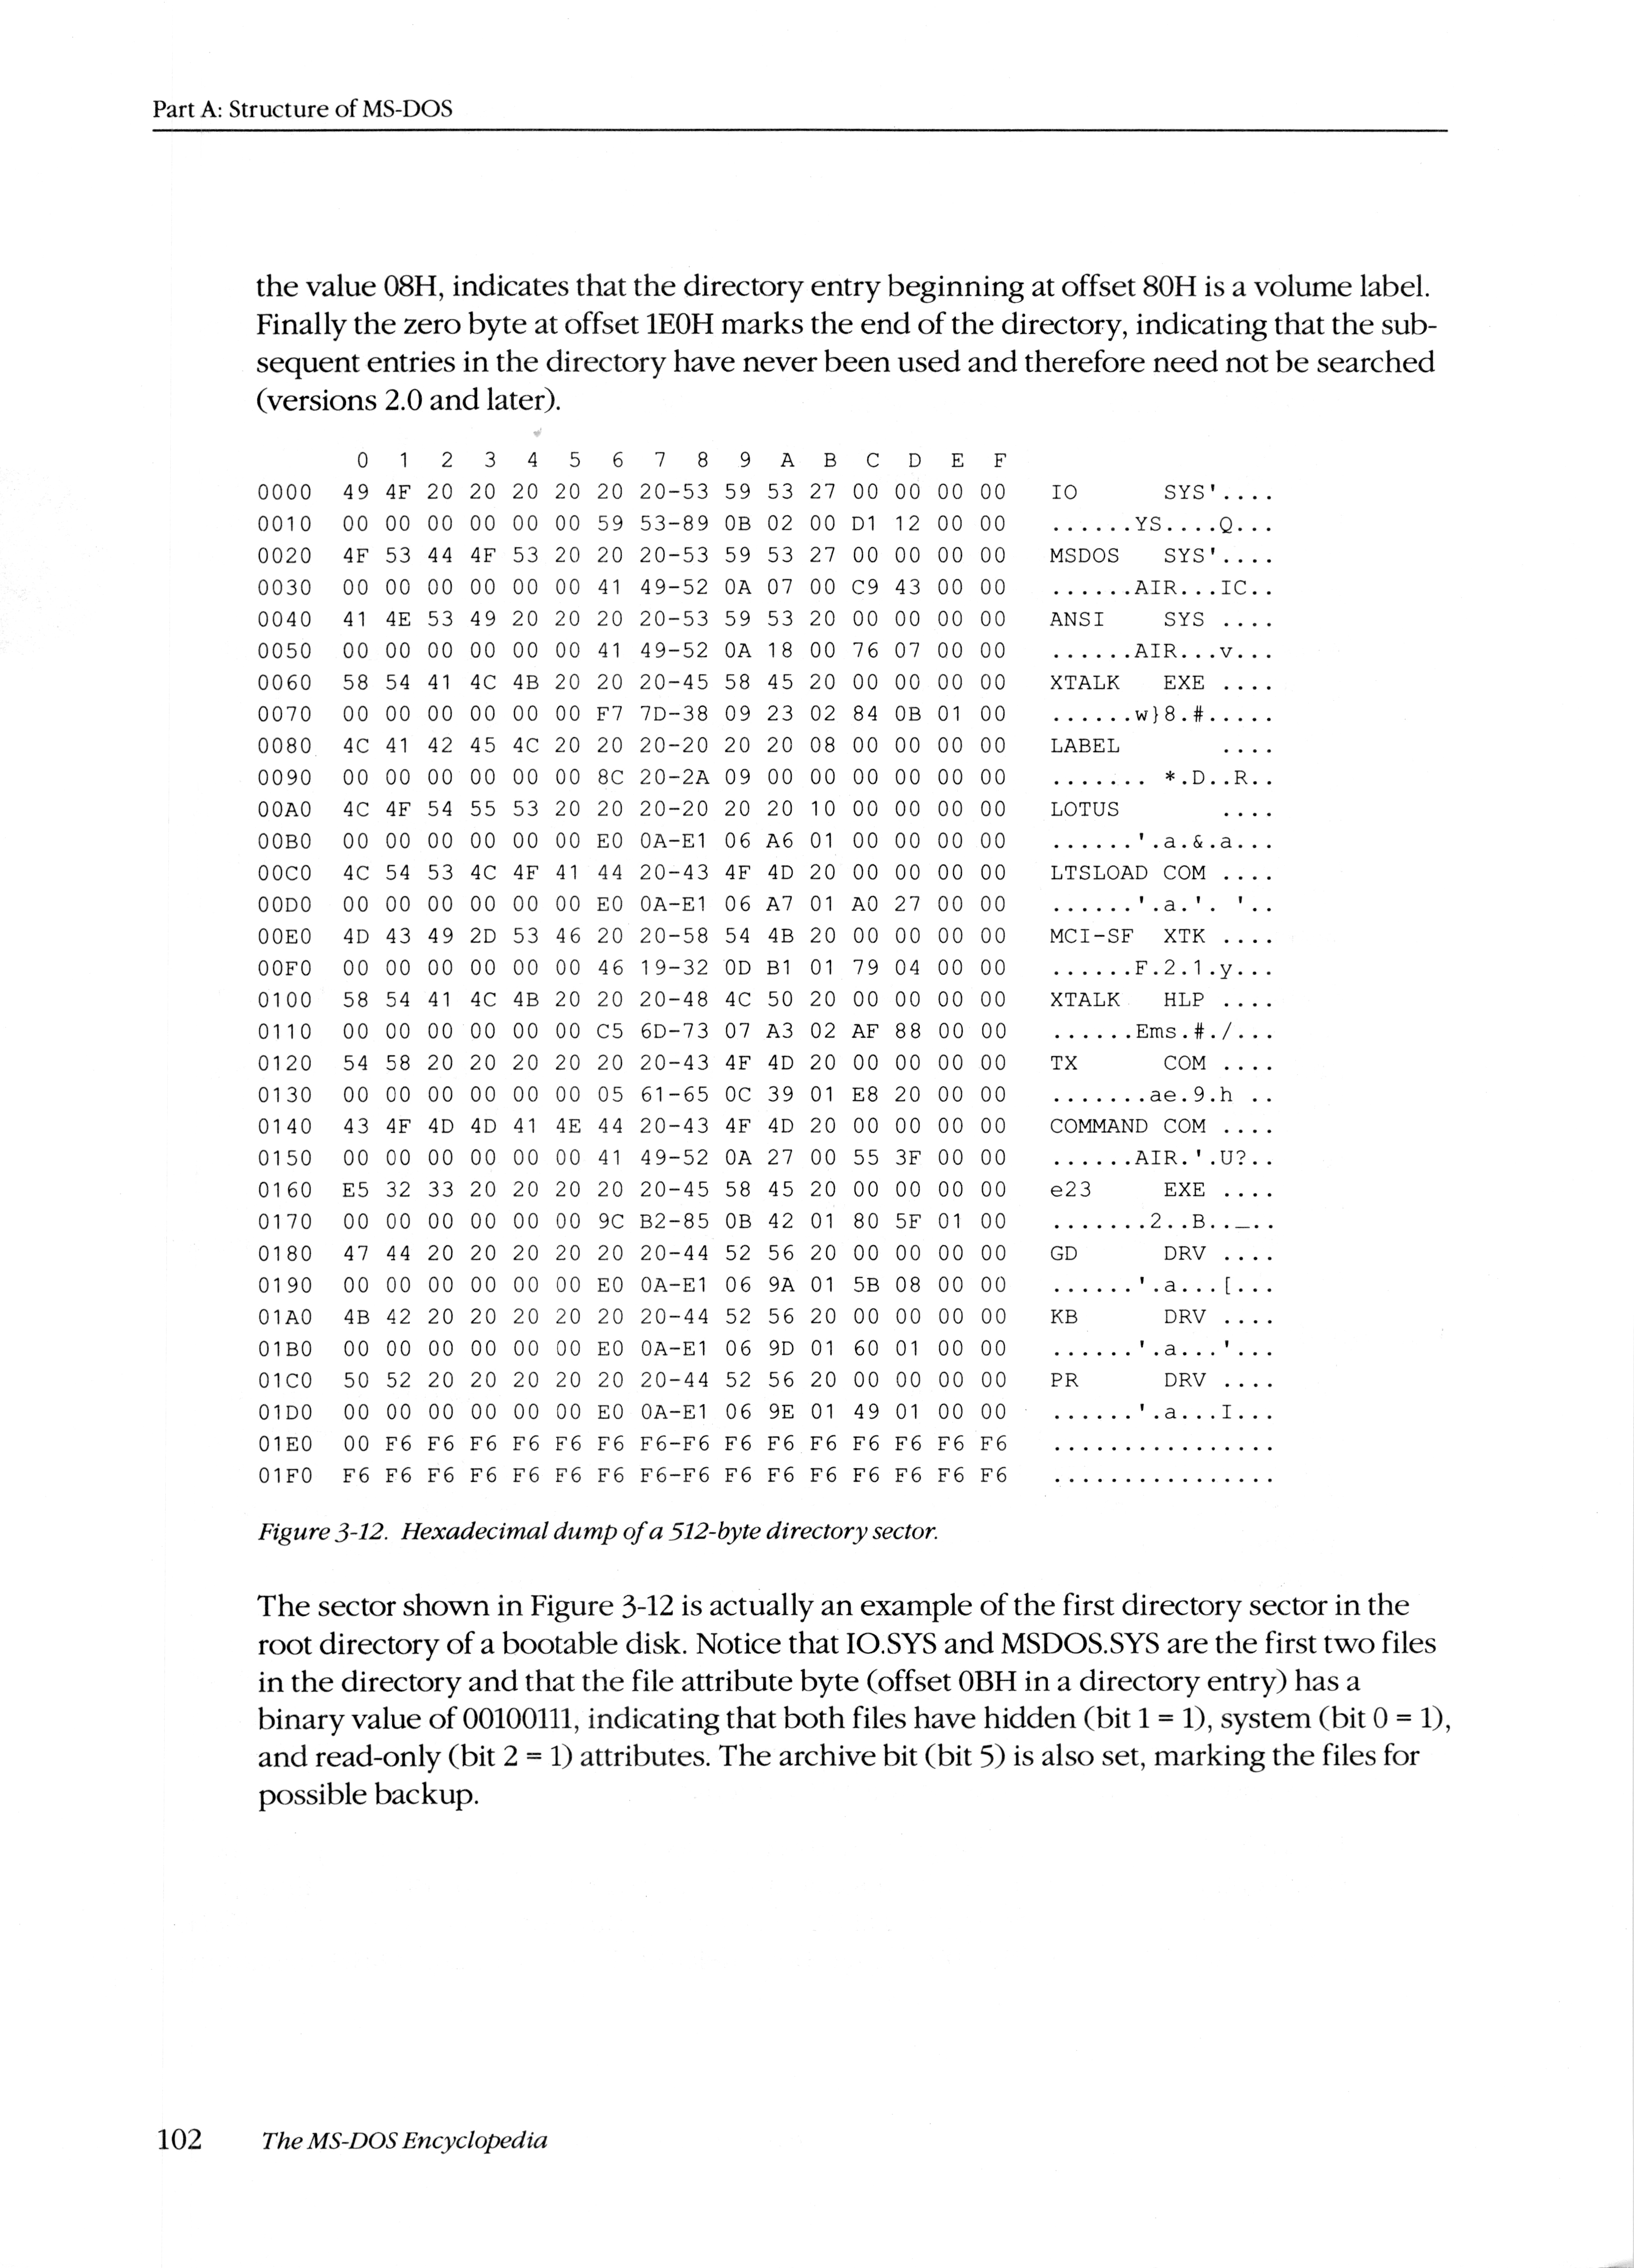 Part A: Structure of MS-DOS
the value 08H, indicates that the directory entry beginning at offset 80H is a volume label.
Finally the zero byte at offset 1E0H marks the end of the directory, indicating that the sub-
sequent entries in the directory have never been used and therefore need not be searched
(versions 2.0 and later).
0 1 2 3 4 5 6 7 8 9 A B C D E F
0000 49 4F 20 20 20 20 20 20-53 59 53 27 00 00 00 00 IO      SYS'....
0010 00 00 00 00 00 00 59 53-89 0B 02 00 D1 12 00 00 ......YS....Q...
0020 4F 53 44 4F 53 20 20 20-53 59 53 27 00 00 00 00 MSDOS   SYS'....
0030 00 00 00 00 00 00 41 49-52 0A 07 00 C9 43 00 00 ......AIR...IC..
0040 41 4E 53 49 20 20 20 20-53 59 53 20 00 00 00 00 ANSI    SYS ....
0050 00 00 00 00 00 00 41 49-52 0A 18 00 76 07 00 00 ......AIR...v...
0060 58 54 41 4C 4B 20 20 20-45 58 45 20 00 00 00 00 XTALK   EXE ....
0070 00 00 00 00 00 00 F7 7D-38 09 23 02 84 0B 01 00 ......w}8.#.....
0080 4C 41 42 45 4C 20 20 20-20 20 20 08 00 00 00 00 LABEL       ....
0090 00 00 00 00 00 00 8C 20-2A 09 00 00 00 00 00 00 ....... *.D..R..
00A0 4C 4F 54 55 53 20 20 20-20 20 20 10 00 00 00 00 LOTUS       ....
00B0 00 00 00 00 00 00 E0 0A-E1 06 A6 01 00 00 00 00 ......'.a.&.a...
00C0 4C 54 53 4C 4F 41 44 20-43 4F 4D 20 00 00 00 00 LTSLOAD COM ....
00D0 00 00 00 00 00 00 E0 0A-E1 06 A7 01 A0 27 00 00 ......'.a.'. '..
00E0 4D 43 49 2D 53 46 20 20-58 54 4B 20 00 00 00 00 MCI-SF  XTK ....
00F0 00 00 00 00 00 00 46 19-32 0D B1 01 79 04 00 00 ......F.2.1.y...
0100 58 54 41 4C 4B 20 20 20-48 4C 50 20 00 00 00 00 XTALK   HLP ....
0110 00 00 00 00 00 00 C5 6D-73 07 A3 02 AF 88 00 00 ......Ems.#./...
0120 54 58 20 20 20 20 20 20-43 4F 4D 20 00 00 00 00 TX      COM ....
0130 00 00 00 00 00 00 05 61-65 0C 39 01 E8 20 00 00 .......ae.9.h ..
0140 43 4F 4D 4D 41 4E 44 20-43 4F 4D 20 00 00 00 00 COMMAND COM ....
0150 00 00 00 00 00 00 41 49-52 0A 27 00 55 3F 00 00 ......AIR.'.U?..
0160 E5 32 33 20 20 20 20 20-45 58 45 20 00 00 00 00 e23     EXE ....
0170 00 00 00 00 00 00 9C B2-85 0B 42 01 80 5F 01 00 .......2..B.._..
0180 47 44 20 20 20 20 20 20-44 52 56 20 00 00 00 00 GD      DRV ....
0190 00 00 00 00 00 00 E0 0A-E1 06 9A 01 5B 08 00 00 ......'.a...[...
01A0 4B 42 20 20 20 20 20 20-44 52 56 20 00 00 00 00 KB      DRV ....
01B0 00 00 00 00 00 00 E0 0A-E1 06 9D 01 60 01 00 00 ......'.a...'...
01C0 50 52 20 20 20 20 20 20-44 52 56 20 00 00 00 00 PR      DRV ....
01D0 00 00 00 00 00 00 E0 0A-E1 06 9E 01 49 01 00 00 ......'.a...I...
01E0 00 F6 F6 F6 F6 F6 F6 F6-F6 F6 F6 F6 F6 F6 F6 F6 ................
01F0 F6 F6 F6 F6 F6 F6 F6 F6-F6 F6 F6 F6 F6 F6 F6 F6 ................
Figure 3-12. Hexadecimal dump of a 512-byte directory sector.
The sector shown in Figure 3-12 is actually an example of the first directory sector in the
root directory of a bootable disk. Notice that IO.SYS and MSDOS.SYS are the first two files
in the directory and that the file attribute byte (offset 0BH in a directory entry) has a
binary value of 00100111, indicating that both files have hidden (bit 1 = 1), system (bit 0 = 1),
and read-only (bit 2 = 1) attributes. The archive bit (bit 5) is also set, marking the files for
possible backup.
102 The MS-DOS Encyclopedia